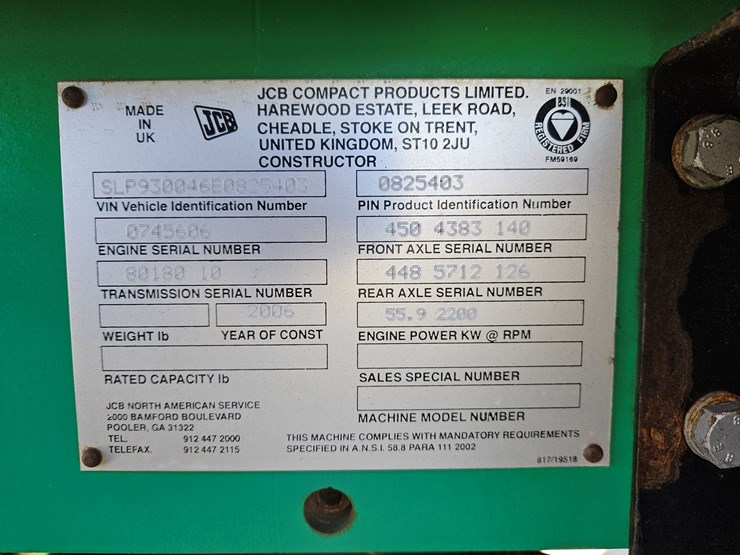 MADE
IN
UK
JCB
JCB COMPACT PRODUCTS LIMITED.
HAREWOOD ESTATE, LEEK ROAD,
CHEADLE, STOKE ON TRENT,
UNITED KINGDOM, ST10 2JU
CONSTRUCTOR
EN 29001
BSI
REGISTERED FIRM
FM59169
SLP930046E0825403
VIN Vehicle Identification Number
0825403
PIN Product Identification Number
0745606
ENGINE SERIAL NUMBER
450 4383 140
FRONT AXLE SERIAL NUMBER
80180 10
TRANSMISSION SERIAL NUMBER
448 5712 126
REAR AXLE SERIAL NUMBER
WEIGHT lb
2006
YEAR OF CONST
55.9 2200
ENGINE POWER KW @ RPM
RATED CAPACITY lb
SALES SPECIAL NUMBER
MACHINE MODEL NUMBER
JCB NORTH AMERICAN SERVICE
2000 BAMFORD BOULEVARD
POOLER, GA 31322
TEL. 912 447 2000
TELEFAX. 912 447 2115
THIS MACHINE COMPLIES WITH MANDATORY REQUIREMENTS
SPECIFIED IN A.N.S.I. 58.8 PARA 111 2002
817/19518
8.8